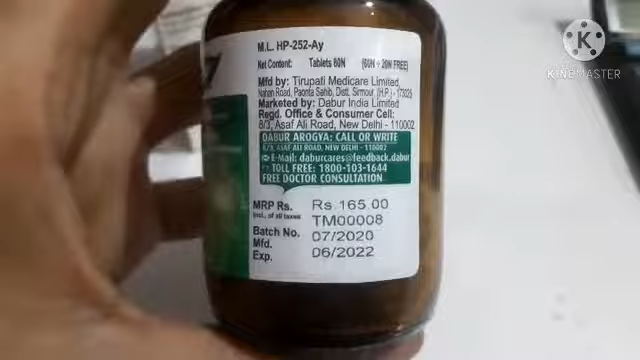 M.L. HP-252-Ay
Net Content: Tablets 60N (60N + 20N FREE)
Mfd by: Tirupati Medicare Limited,
Nahan Road, Paonta Sahib, Distt. Sirmour, (H.P.) - 173025
Marketed by: Dabur India Limited
Regd. Office & Consumer Cell:
8/3, Asaf Ali Road, New Delhi - 110002
DABUR AROGYA: CALL OR WRITE
8/3, ASAF ALI ROAD, NEW DELHI - 110002
E-Mail: daburcares@feedback.dabur
TOLL FREE: 1800-103-1644
FREE DOCTOR CONSULTATION
MRP Rs. Rs 165.00
Incl. of all taxes
Batch No. TM00008
Mfd. 07/2020
Exp. 06/2022
KINEMASTER